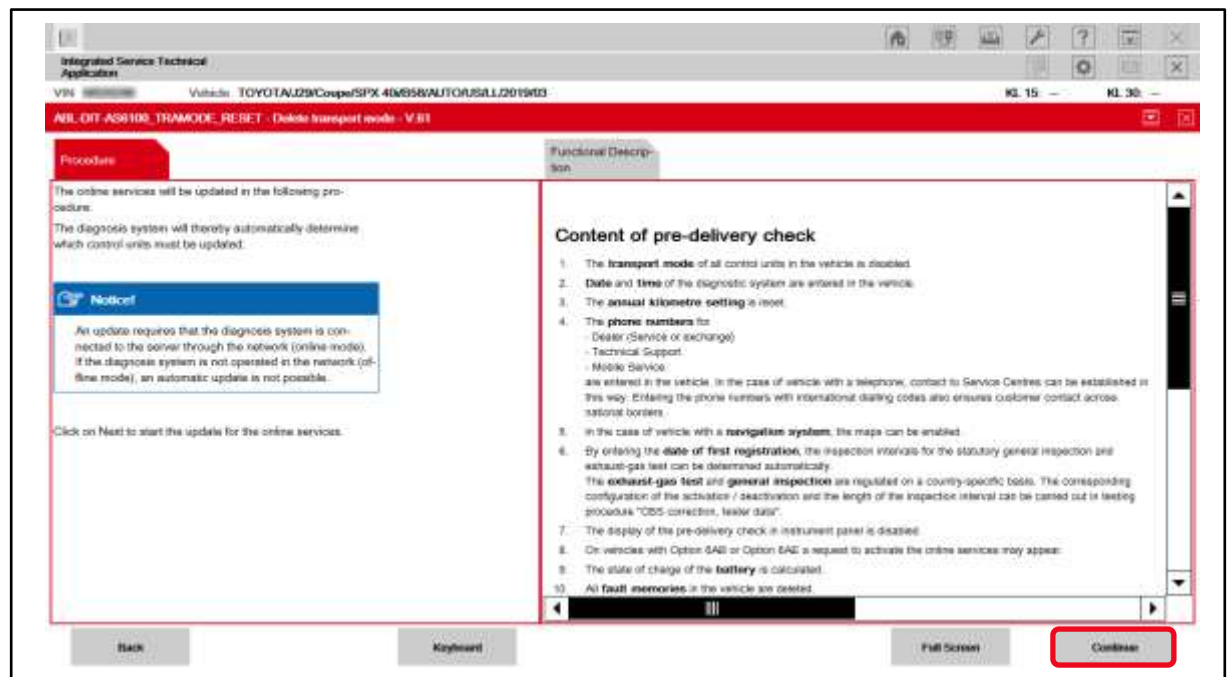 Integrated Service Technical
Application
VIN
Vehicle TOYOTA/J29/Coupe/SPX 40i/B58/AUTO/US/LL/2019/03
KL 15: --
KL 30: --
ABL-DIT-AS6100_TRAMODE_RESET - Delete transport mode - V.61
Procedure
Functional Descrip-
tion
The online services will be updated in the following pro-
cedure.
The diagnosis system will thereby automatically determine
which control units must be updated.
Notice!
An update requires that the diagnosis system is con-
nected to the server through the network (online mode).
If the diagnosis system is not operated in the network (of-
fline mode), an automatic update is not possible.
Click on Next to start the update for the online services.
Content of pre-delivery check
1. The transport mode of all control units in the vehicle is disabled.
2. Date and time of the diagnostic system are entered in the vehicle.
3. The annual kilometre setting is reset.
4. The phone numbers for
- Dealer (Service or exchange)
- Technical Support
- Mobile Service
are entered in the vehicle. In the case of vehicle with a telephone, contact to Service Centres can be established in
this way. Entering the phone numbers with international dialling codes also ensures customer contact across
national borders.
5. In the case of vehicle with a navigation system, the maps can be enabled.
6. By entering the date of first registration, the inspection intervals for the statutory general inspection and
exhaust-gas test can be determined automatically.
The exhaust-gas test and general inspection are regulated on a country-specific basis. The corresponding
configuration of the activation / deactivation and the length of the inspection interval can be carried out in testing
procedure "CBS correction, tester data".
7. The display of the pre-delivery check in instrument panel is disabled.
8. On vehicles with Option 6AB or Option 6AE a request to activate the online services may appear.
9. The state of charge of the battery is calculated.
10. All fault memories in the vehicle are deleted.
Back
Keyboard
Full Screen
Continue